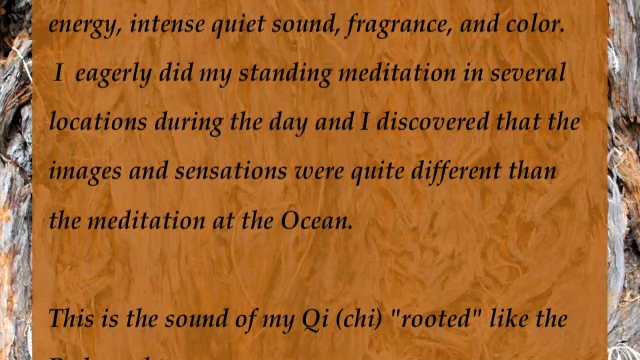 energy, intense quiet sound, fragrance, and color.
I eagerly did my standing meditation in several
locations during the day and I discovered that the
images and sensations were quite different than
the meditation at the Ocean.
This is the sound of my Qi (chi) "rooted" like the